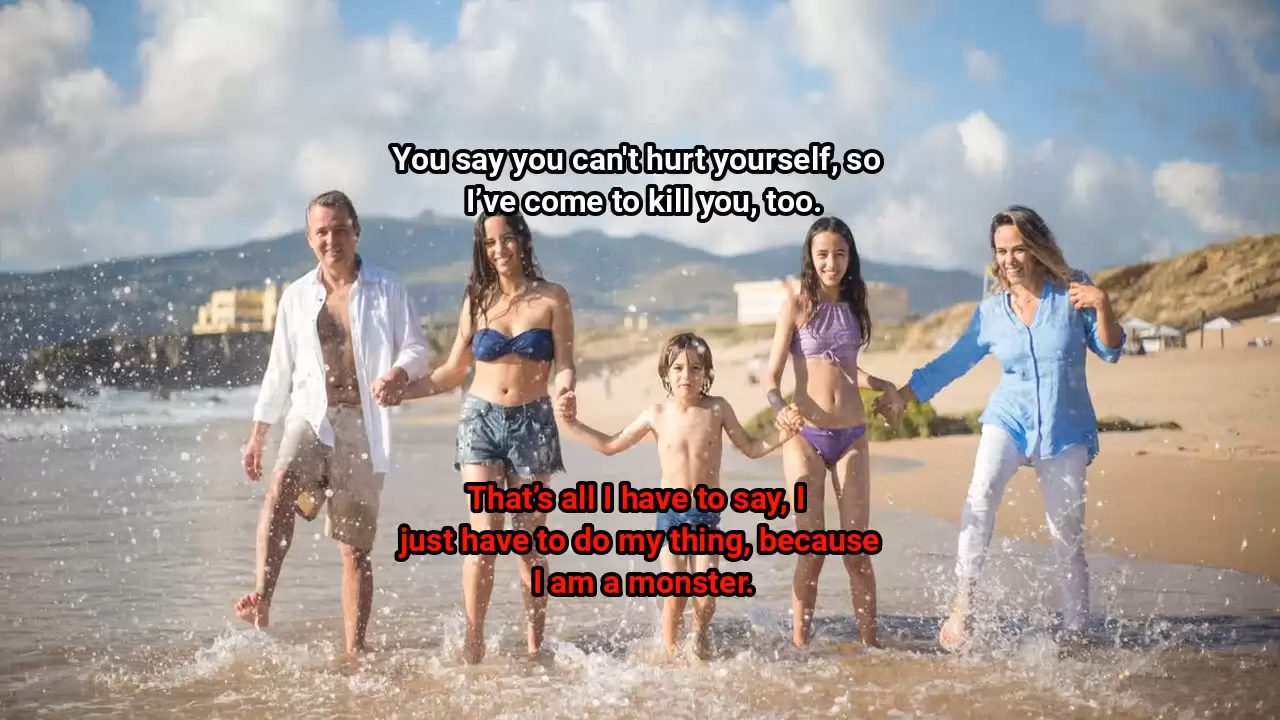 You say you can't hurt yourself, so
I’ve come to kill you, too.
That’s all I have to say, I
just have to do my thing, because
I am a monster.